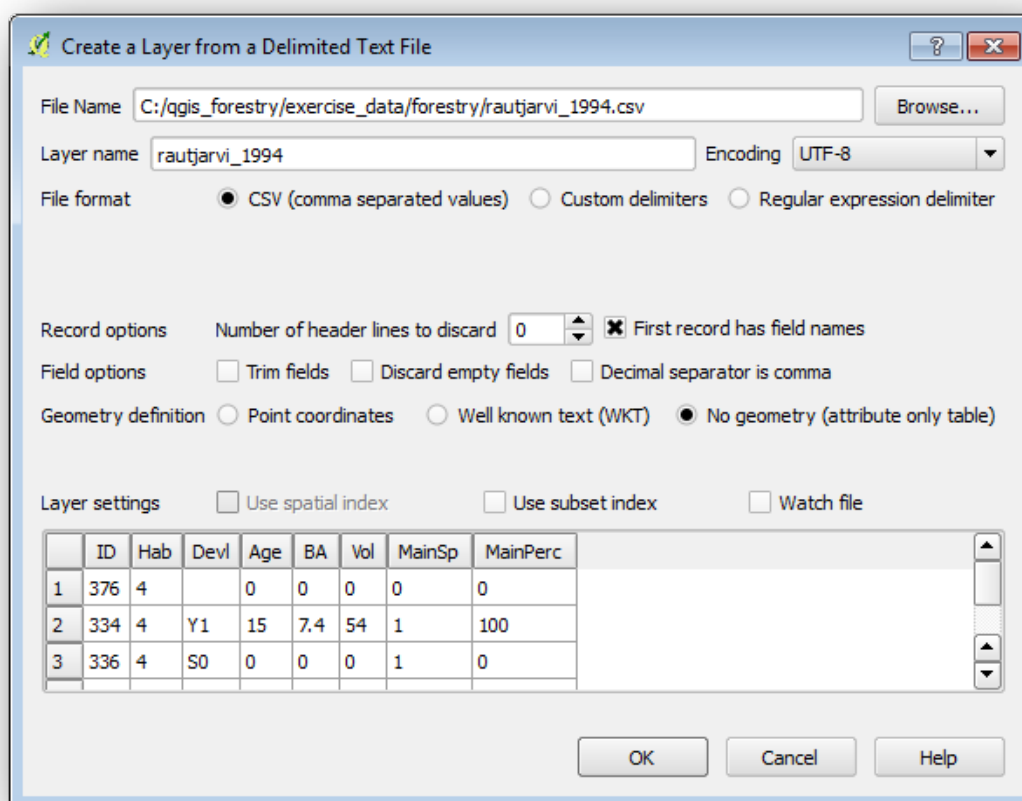 Create a Layer from a Delimited Text File
File Name C:/qgis_forestry/exercise_data/forestry/rautjarvi_1994.csv Browse...
Layer name rautjarvi_1994 Encoding UTF-8
File format CSV (comma separated values) Custom delimiters Regular expression delimiter
Record options Number of header lines to discard 0 First record has field names
Field options Trim fields Discard empty fields Decimal separator is comma
Geometry definition Point coordinates Well known text (WKT) No geometry (attribute only table)
Layer settings Use spatial index Use subset index Watch file
ID Hab Devl Age BA Vol MainSp MainPerc
1 376 4 0 0 0 0 0
2 334 4 Y1 15 7.4 54 1 100
3 336 4 S0 0 0 0 1 0
OK Cancel Help